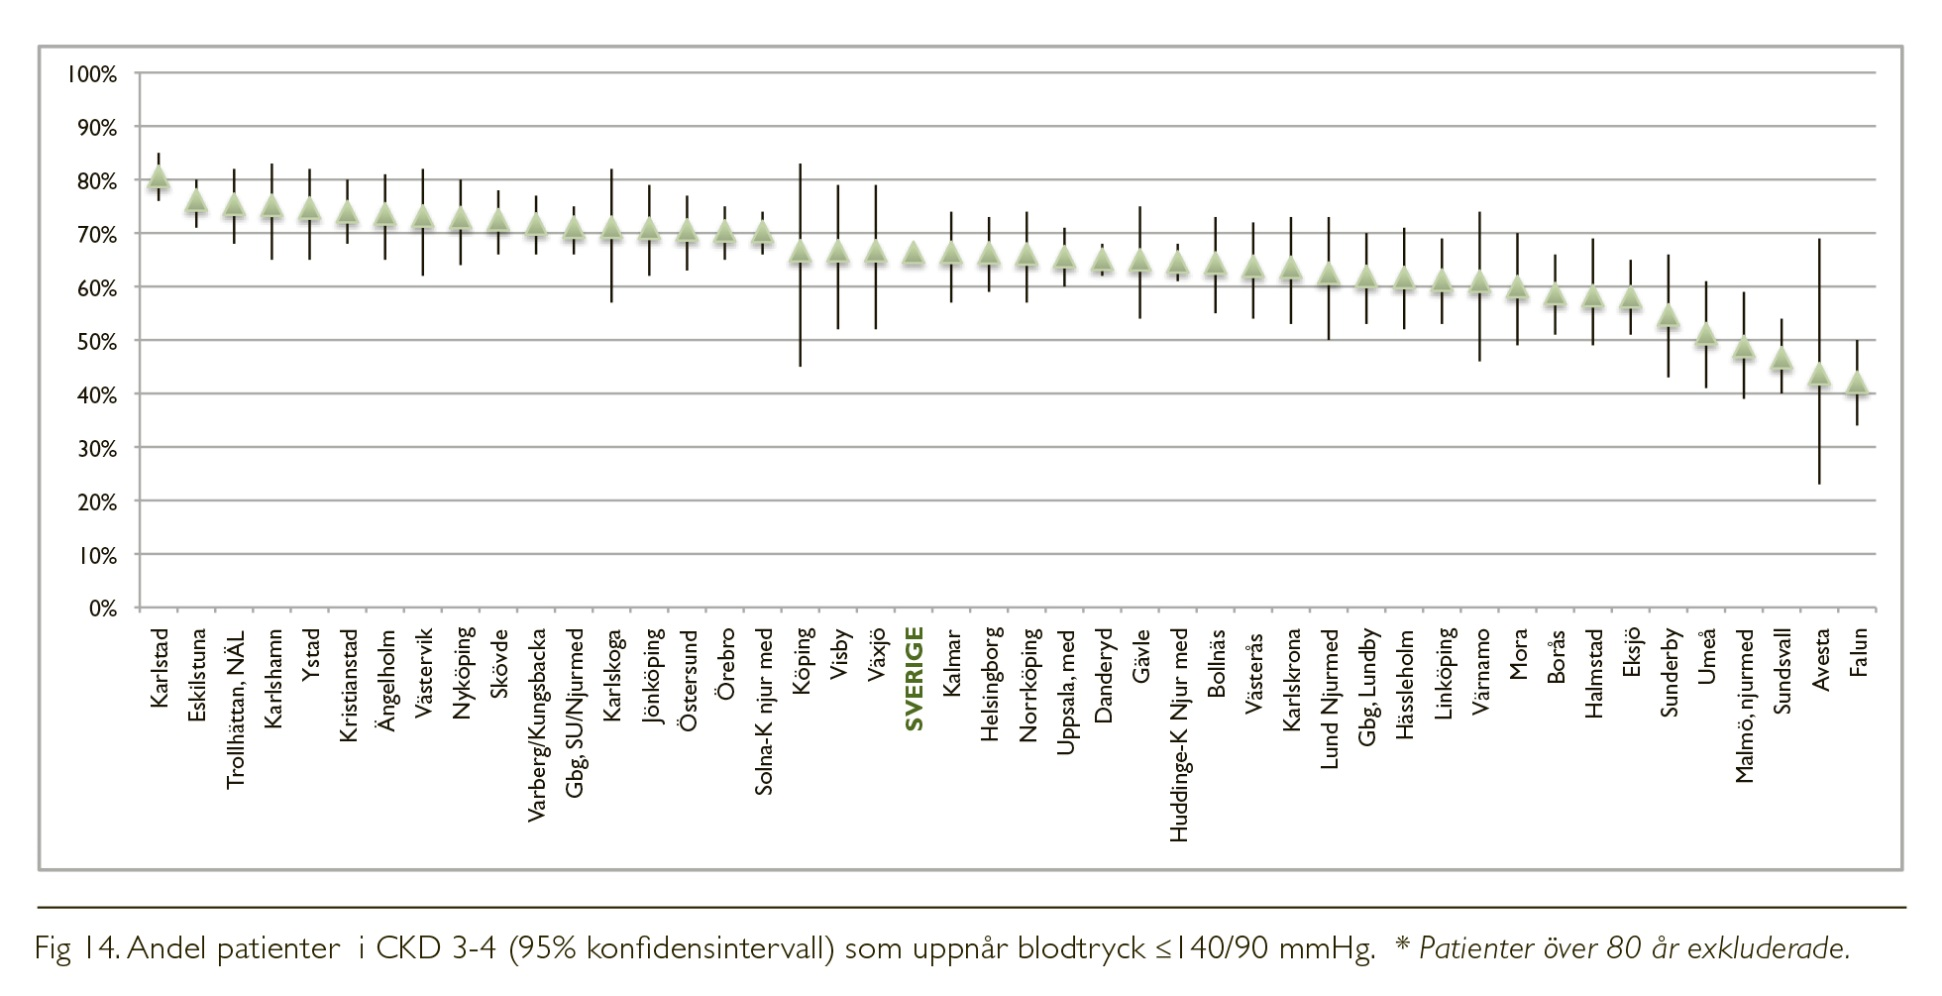 100%
90%
80%
70%
60%
50%
40%
30%
20%
10%
0%
Karlstad
Eskilstuna
Trollhättan, NÄL
Karlshamn
Ystad
Kristianstad
Ängelholm
Västervik
Nyköping
Skövde
Varberg/Kungsbacka
Gbg, SU/Njurmed
Karlskoga
Jönköping
Östersund
Örebro
Solna-K njur med
Köping
Visby
Växjö
SVERIGE
Kalmar
Helsingborg
Norrköping
Uppsala, med
Danderyd
Gävle
Huddinge-K Njur med
Bollnäs
Västerås
Karlskrona
Lund Njurmed
Gbg, Lundby
Hässleholm
Linköping
Värnamo
Mora
Borås
Halmstad
Eksjö
Sunderby
Umeå
Malmö, njurmed
Sundsvall
Avesta
Falun
Fig 14. Andel patienter i CKD 3-4 (95% konfidensintervall) som uppnår blodtryck ≤140/90 mmHg. * Patienter över 80 år exkluderade.